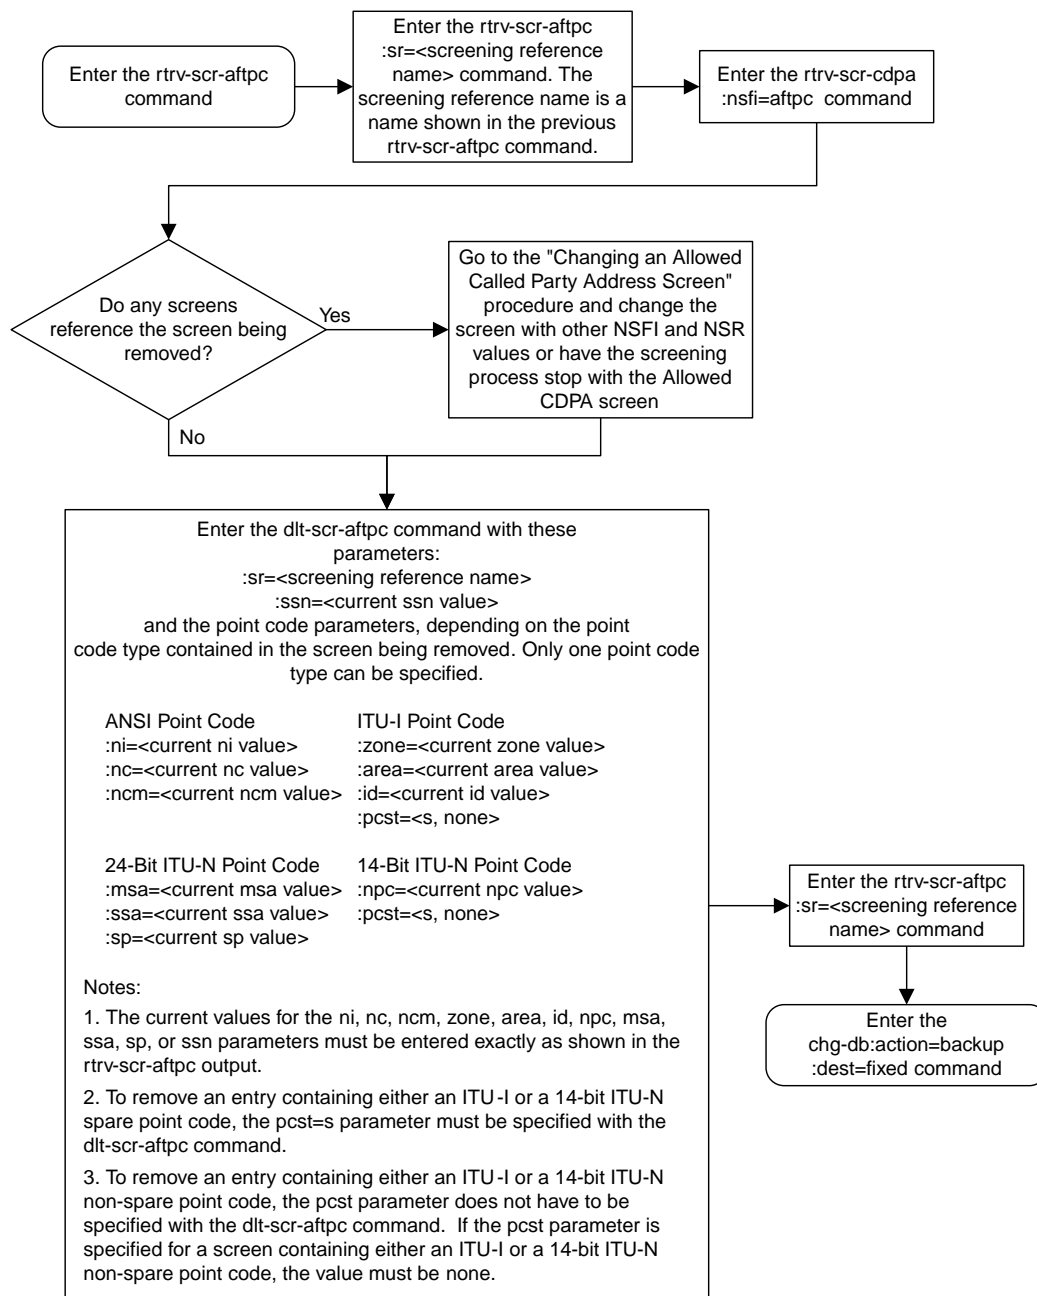 Enter the rtrv-scr-aftpc
command
Enter the rtrv-scr-aftpc
:sr=<screening reference
name> command. The
screening reference name is a
name shown in the previous
rtrv-scr-aftpc command.
Enter the rtrv-scr-cdpa
:nsfi=aftpc command
Do any screens
reference the screen being
removed?
Yes
No
Go to the "Changing an Allowed
Called Party Address Screen"
procedure and change the
screen with other NSFI and NSR
values or have the screening
process stop with the Allowed
CDPA screen
Enter the dlt-scr-aftpc command with these
parameters:
:sr=<screening reference name>
:ssn=<current ssn value>
and the point code parameters, depending on the point
code type contained in the screen being removed. Only one point code
type can be specified.
ANSI Point Code
:ni=<current ni value>
:nc=<current nc value>
:ncm=<current ncm value>
ITU-I Point Code
:zone=<current zone value>
:area=<current area value>
:id=<current id value>
:pcst=<s, none>
24-Bit ITU-N Point Code
:msa=<current msa value>
:ssa=<current ssa value>
:sp=<current sp value>
14-Bit ITU-N Point Code
:npc=<current npc value>
:pcst=<s, none>
Notes:
1. The current values for the ni, nc, ncm, zone, area, id, npc, msa,
ssa, sp, or ssn parameters must be entered exactly as shown in the
rtrv-scr-aftpc output.
2. To remove an entry containing either an ITU-I or a 14-bit ITU-N
spare point code, the pcst=s parameter must be specified with the
dlt-scr-aftpc command.
3. To remove an entry containing either an ITU-I or a 14-bit ITU-N
non-spare point code, the pcst parameter does not have to be
specified with the dlt-scr-aftpc command. If the pcst parameter is
specified for a screen containing either an ITU-I or a 14-bit ITU-N
non-spare point code, the value must be none.
Enter the rtrv-scr-aftpc
:sr=<screening reference
name> command
Enter the
chg-db:action=backup
:dest=fixed command